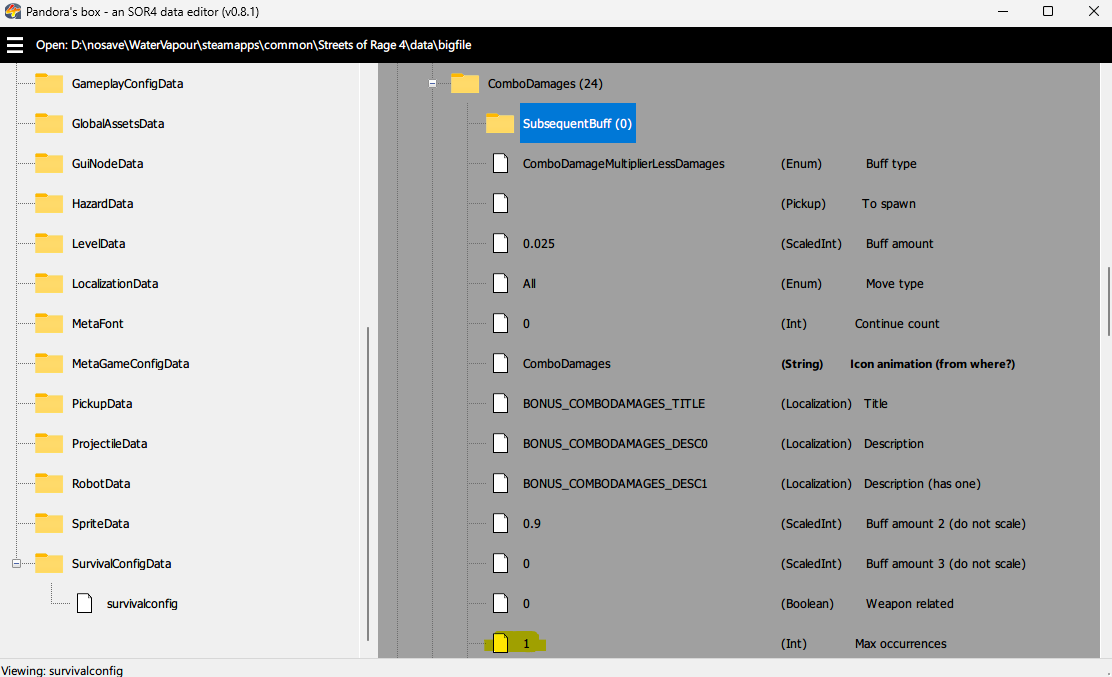 Pandora's box - an SOR4 data editor (v0.8.1)
Open: D:\nosave\WaterVapour\steamapps\common\Streets of Rage 4\data\bigfile
GameplayConfigData
GlobalAssetsData
GuiNodeData
HazardData
LevelData
LocalizationData
MetaFont
MetaGameConfigData
PickupData
ProjectileData
RobotData
SpriteData
SurvivalConfigData
survivalconfig
ComboDamages (24)
SubsequentBuff (0)
ComboDamageMultiplierLessDamages (Enum) Buff type
(Pickup) To spawn
0.025 (ScaledInt) Buff amount
All (Enum) Move type
0 (Int) Continue count
ComboDamages (String) Icon animation (from where?)
BONUS_COMBODAMAGES_TITLE (Localization) Title
BONUS_COMBODAMAGES_DESC0 (Localization) Description
BONUS_COMBODAMAGES_DESC1 (Localization) Description (has one)
0.9 (ScaledInt) Buff amount 2 (do not scale)
0 (ScaledInt) Buff amount 3 (do not scale)
0 (Boolean) Weapon related
1 (Int) Max occurrences
Viewing: survivalconfig